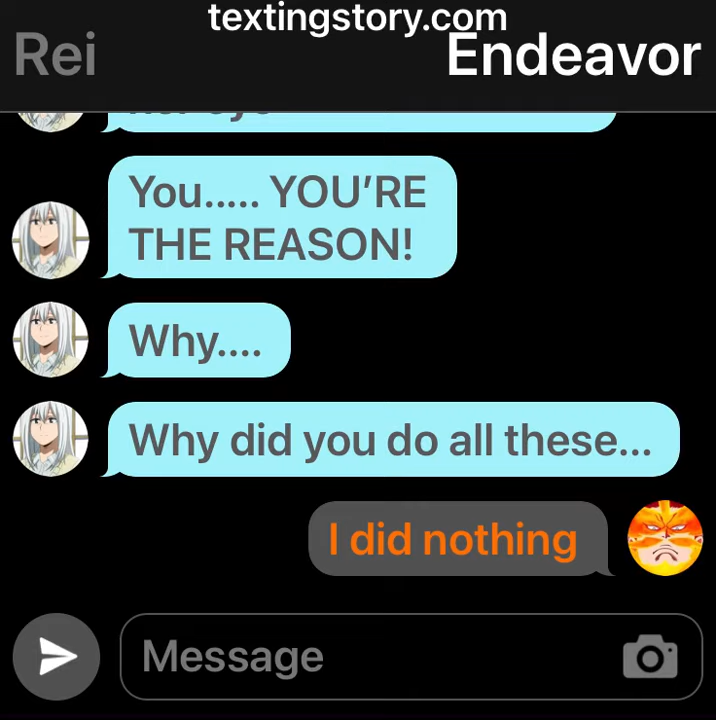 textingstory.com
Rei
Endeavor
You..... YOU'RE
THE REASON!
Why....
Why did you do all these...
I did nothing
Message